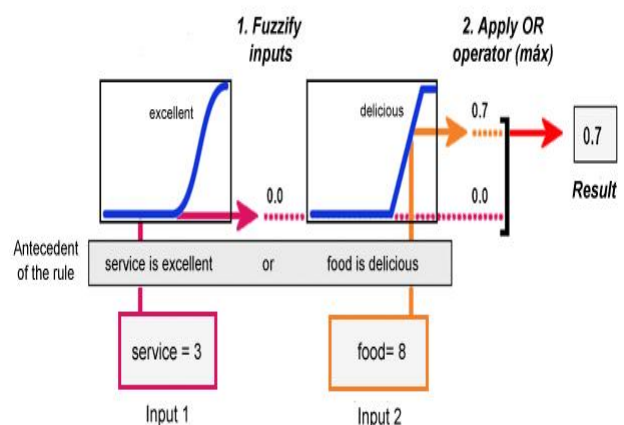 1. Fuzzify
inputs
2. Apply OR
operator (máx)
excellent
delicious
0.7
0.7
0.0
0.0
Result
Antecedent
of the rule
service is excellent or food is delicious
service = 3
food= 8
Input 1
Input 2